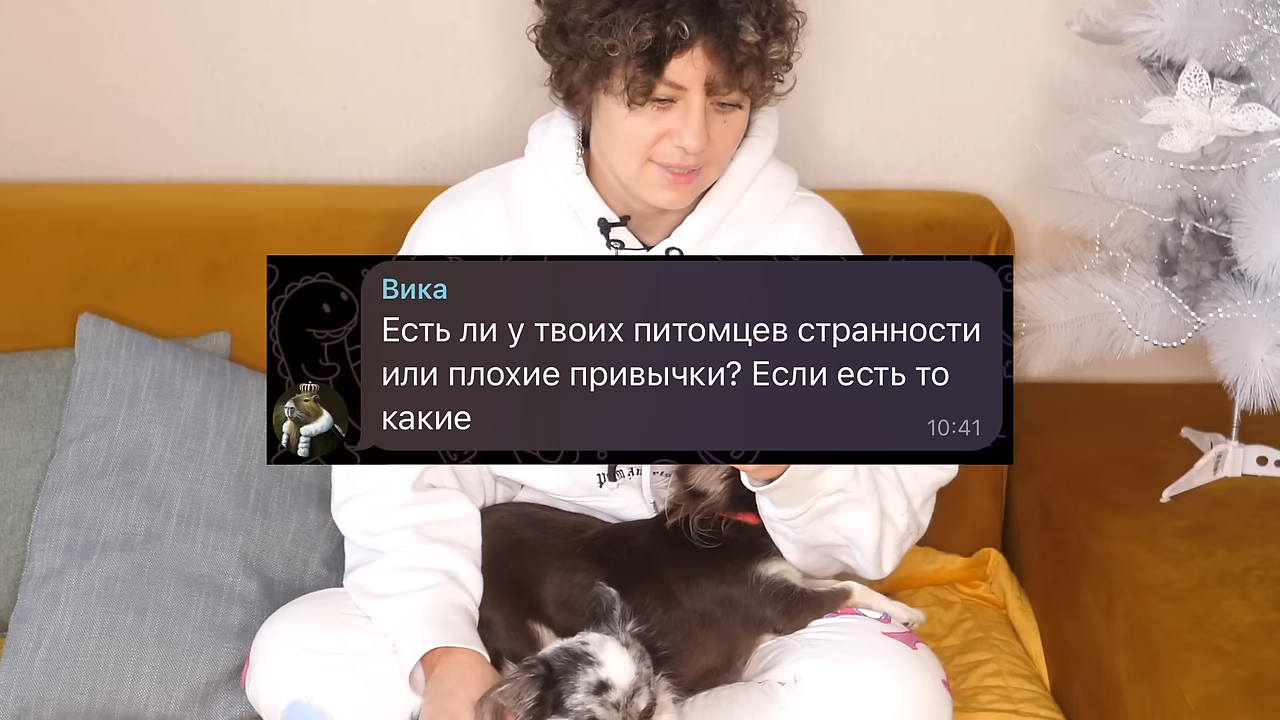 Вика
Есть ли у твоих питомцев странности
или плохие привычки? Если есть то
какие
10:41